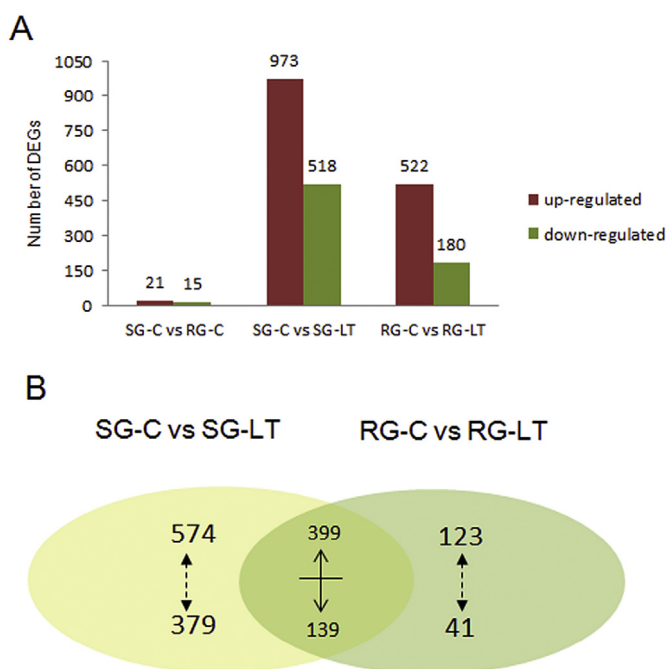 A
Number of DEGs
1050
900
750
600
450
300
150
0
21
15
973
518
522
180
SG-C vs RG-C
SG-C vs SG-LT
RG-C vs RG-LT
up-regulated
down-regulated
B
SG-C vs SG-LT
RG-C vs RG-LT
574
399
123
379
139
41